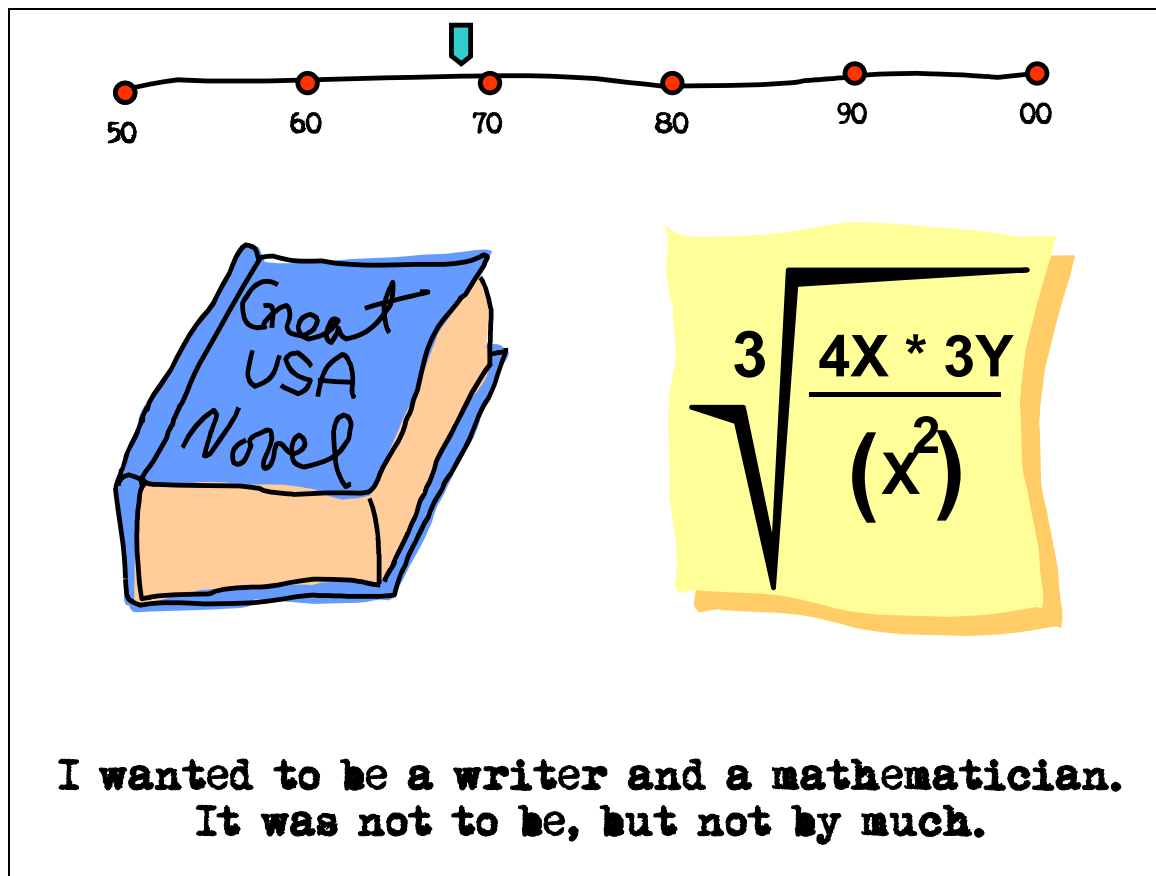 50 60 70 80 90 00
Great
USA
Novel
3 4X * 3Y
(x²)
I wanted to be a writer and a mathematician.
It was not to be, but not by much.